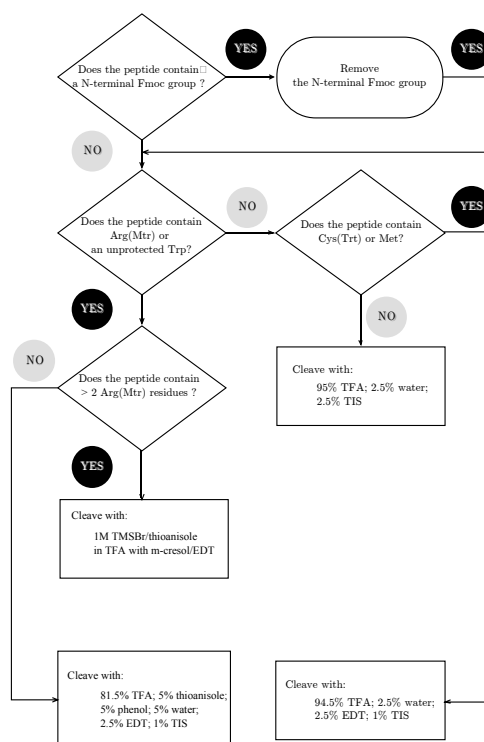 Does the peptide contain
a N-terminal Fmoc group ?
YES
Remove
the N-terminal Fmoc group
YES
NO
Does the peptide contain
Arg(Mtr) or
an unprotected Trp?
NO
Does the peptide contain
Cys(Trt) or Met?
YES
YES
NO
NO
Does the peptide contain
> 2 Arg(Mtr) residues ?
Cleave with:
95% TFA; 2.5% water;
2.5% TIS
YES
Cleave with:
1M TMSBr/thioanisole
in TFA with m-cresol/EDT
Cleave with:
81.5% TFA; 5% thioanisole;
5% phenol; 5% water;
2.5% EDT; 1% TIS
Cleave with:
94.5% TFA; 2.5% water;
2.5% EDT; 1% TIS